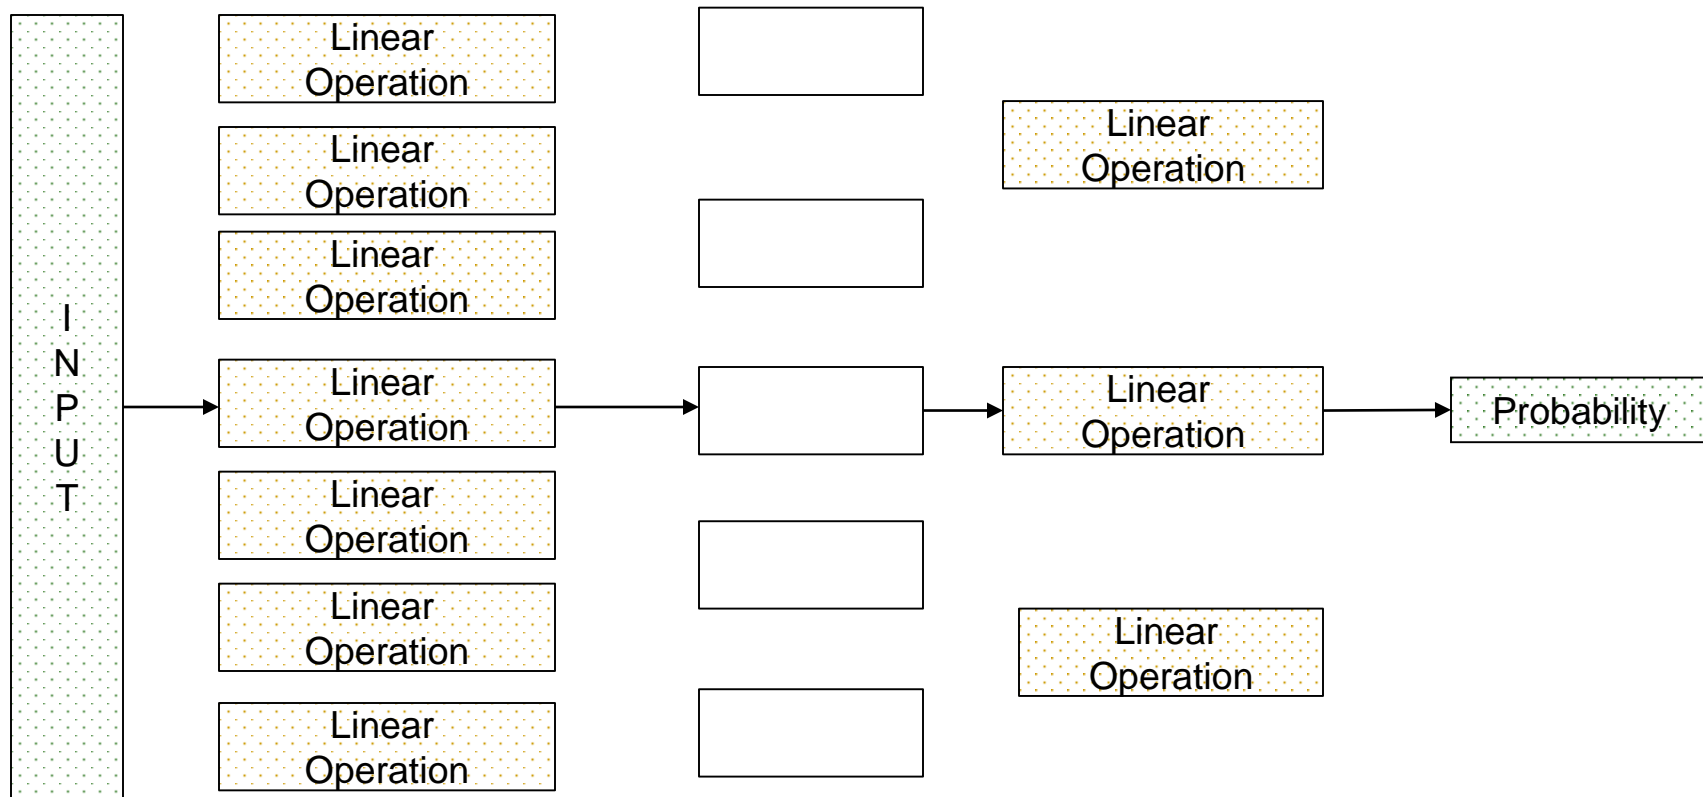 I
N
P
U
T
Linear
Operation
Linear
Operation
Linear
Operation
Linear
Operation
Linear
Operation
Linear
Operation
Linear
Operation
Linear
Operation
Linear
Operation
Linear
Operation
Probability